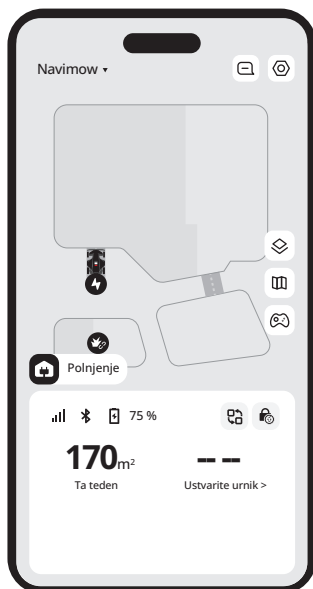 Navimow
Polnjenje
75 %
170m²
-- --
Ta teden
Ustvarite urnik >